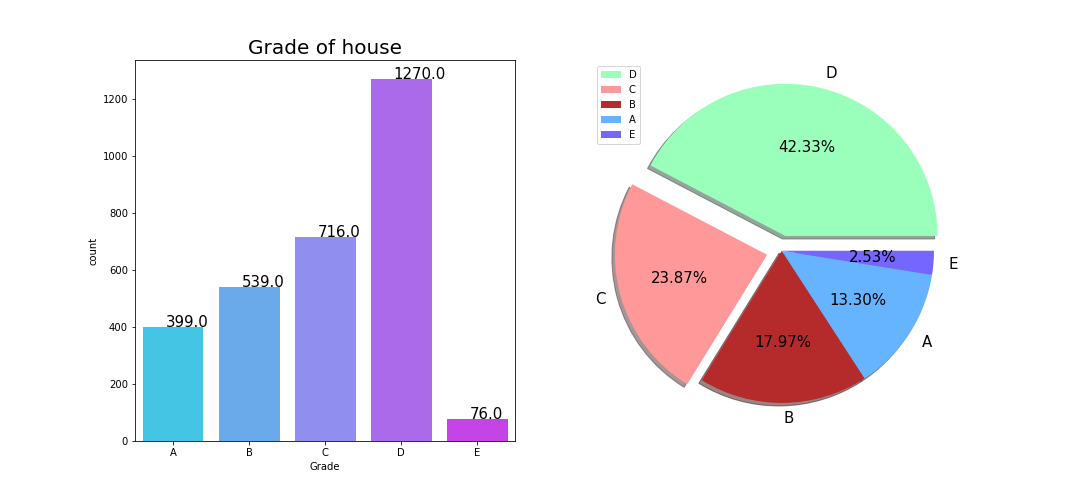 Grade of house
count
1200
1000
800
600
400
200
0
399.0
539.0
716.0
1270.0
76.0
A
B
C
D
E
Grade
D
C
B
A
E
D
42.33%
C
23.87%
B
17.97%
A
13.30%
E
2.53%